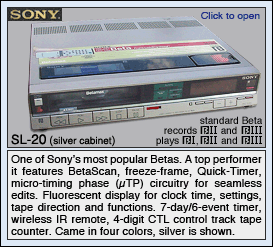 SONY
Click to open
Beta
Betamax
SL-20 (silver cabinet)
standard Beta
records βII and βIII
plays βI, βII and βIII
One of Sony's most popular Betas. A top performer
it features BetaScan, freeze-frame, Quick-Timer,
micro-timing phase (µTP) circuitry for seamless
edits. Fluorescent display for clock time, settings,
tape direction and functions. 7-day/6-event timer,
wireless IR remote, 4-digit CTL control track tape
counter. Came in four colors, silver is shown.